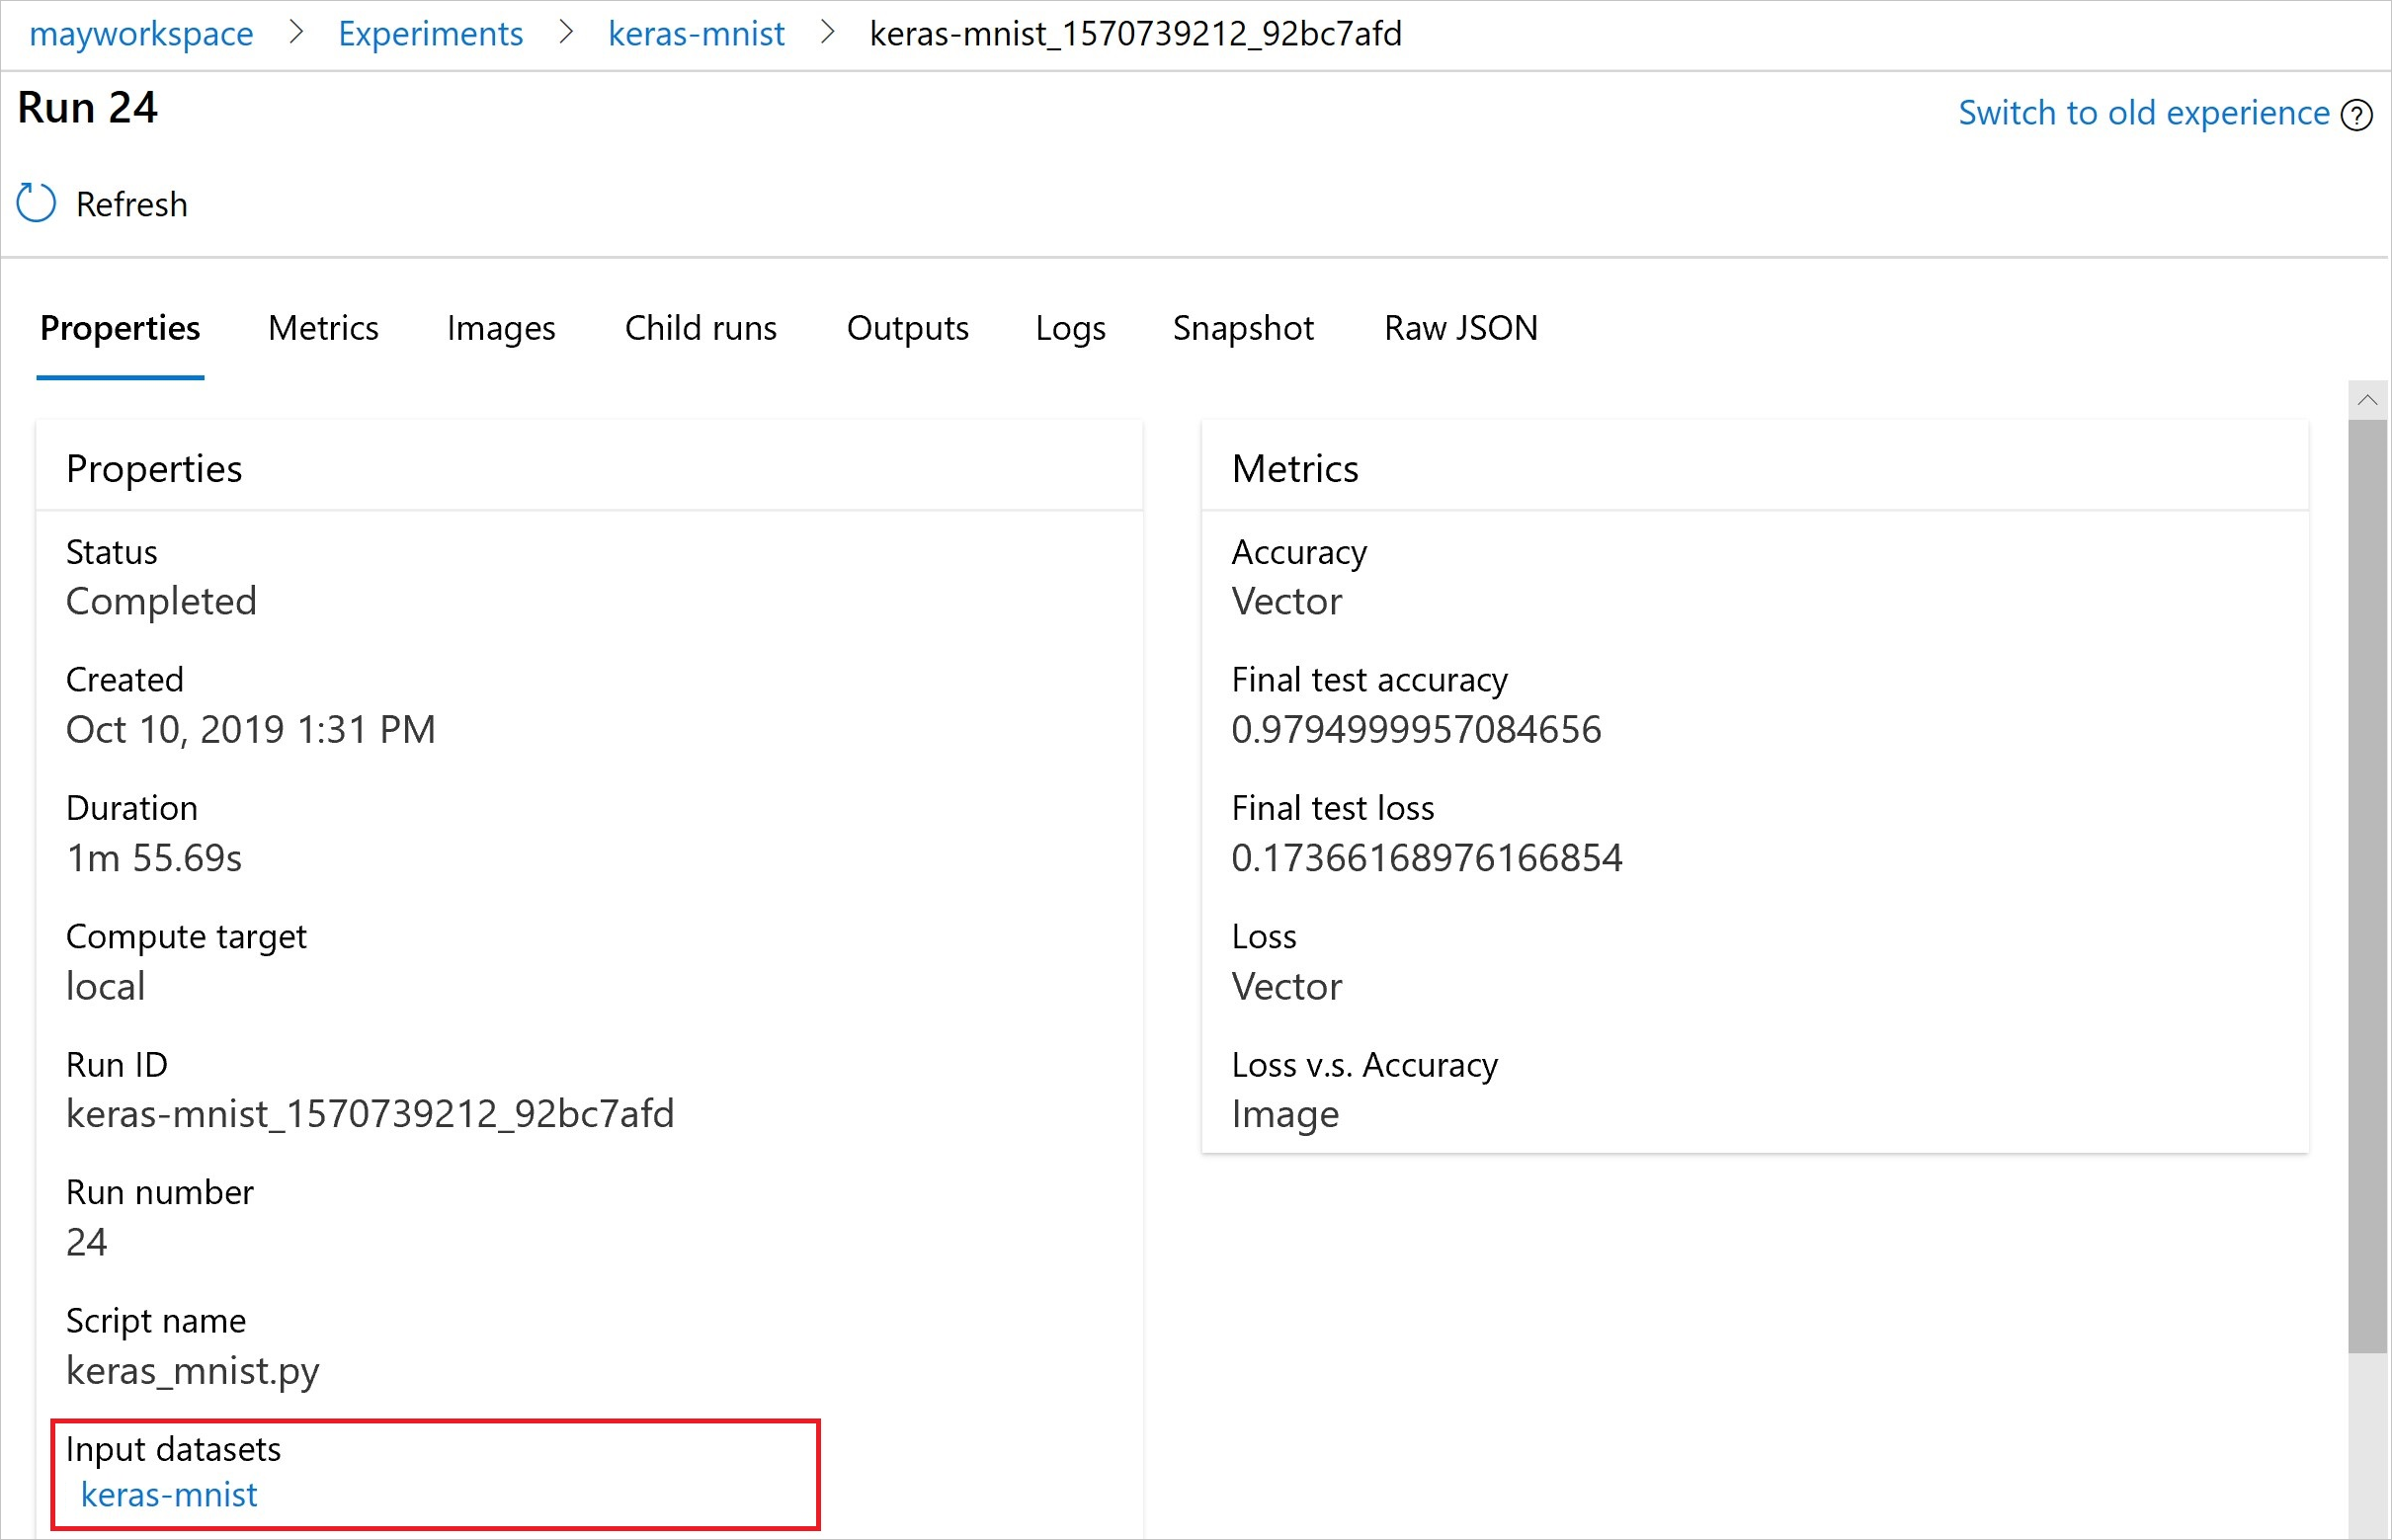 mayworkspace > Experiments > keras-mnist > keras-mnist_1570739212_92bc7afd
Run 24
Switch to old experience ?
Refresh
Properties Metrics Images Child runs Outputs Logs Snapshot Raw JSON
Properties
Status
Completed
Created
Oct 10, 2019 1:31 PM
Duration
1m 55.69s
Compute target
local
Run ID
keras-mnist_1570739212_92bc7afd
Run number
24
Script name
keras_mnist.py
Input datasets
keras-mnist
Metrics
Accuracy
Vector
Final test accuracy
0.9794999957084656
Final test loss
0.17366168976166854
Loss
Vector
Loss v.s. Accuracy
Image